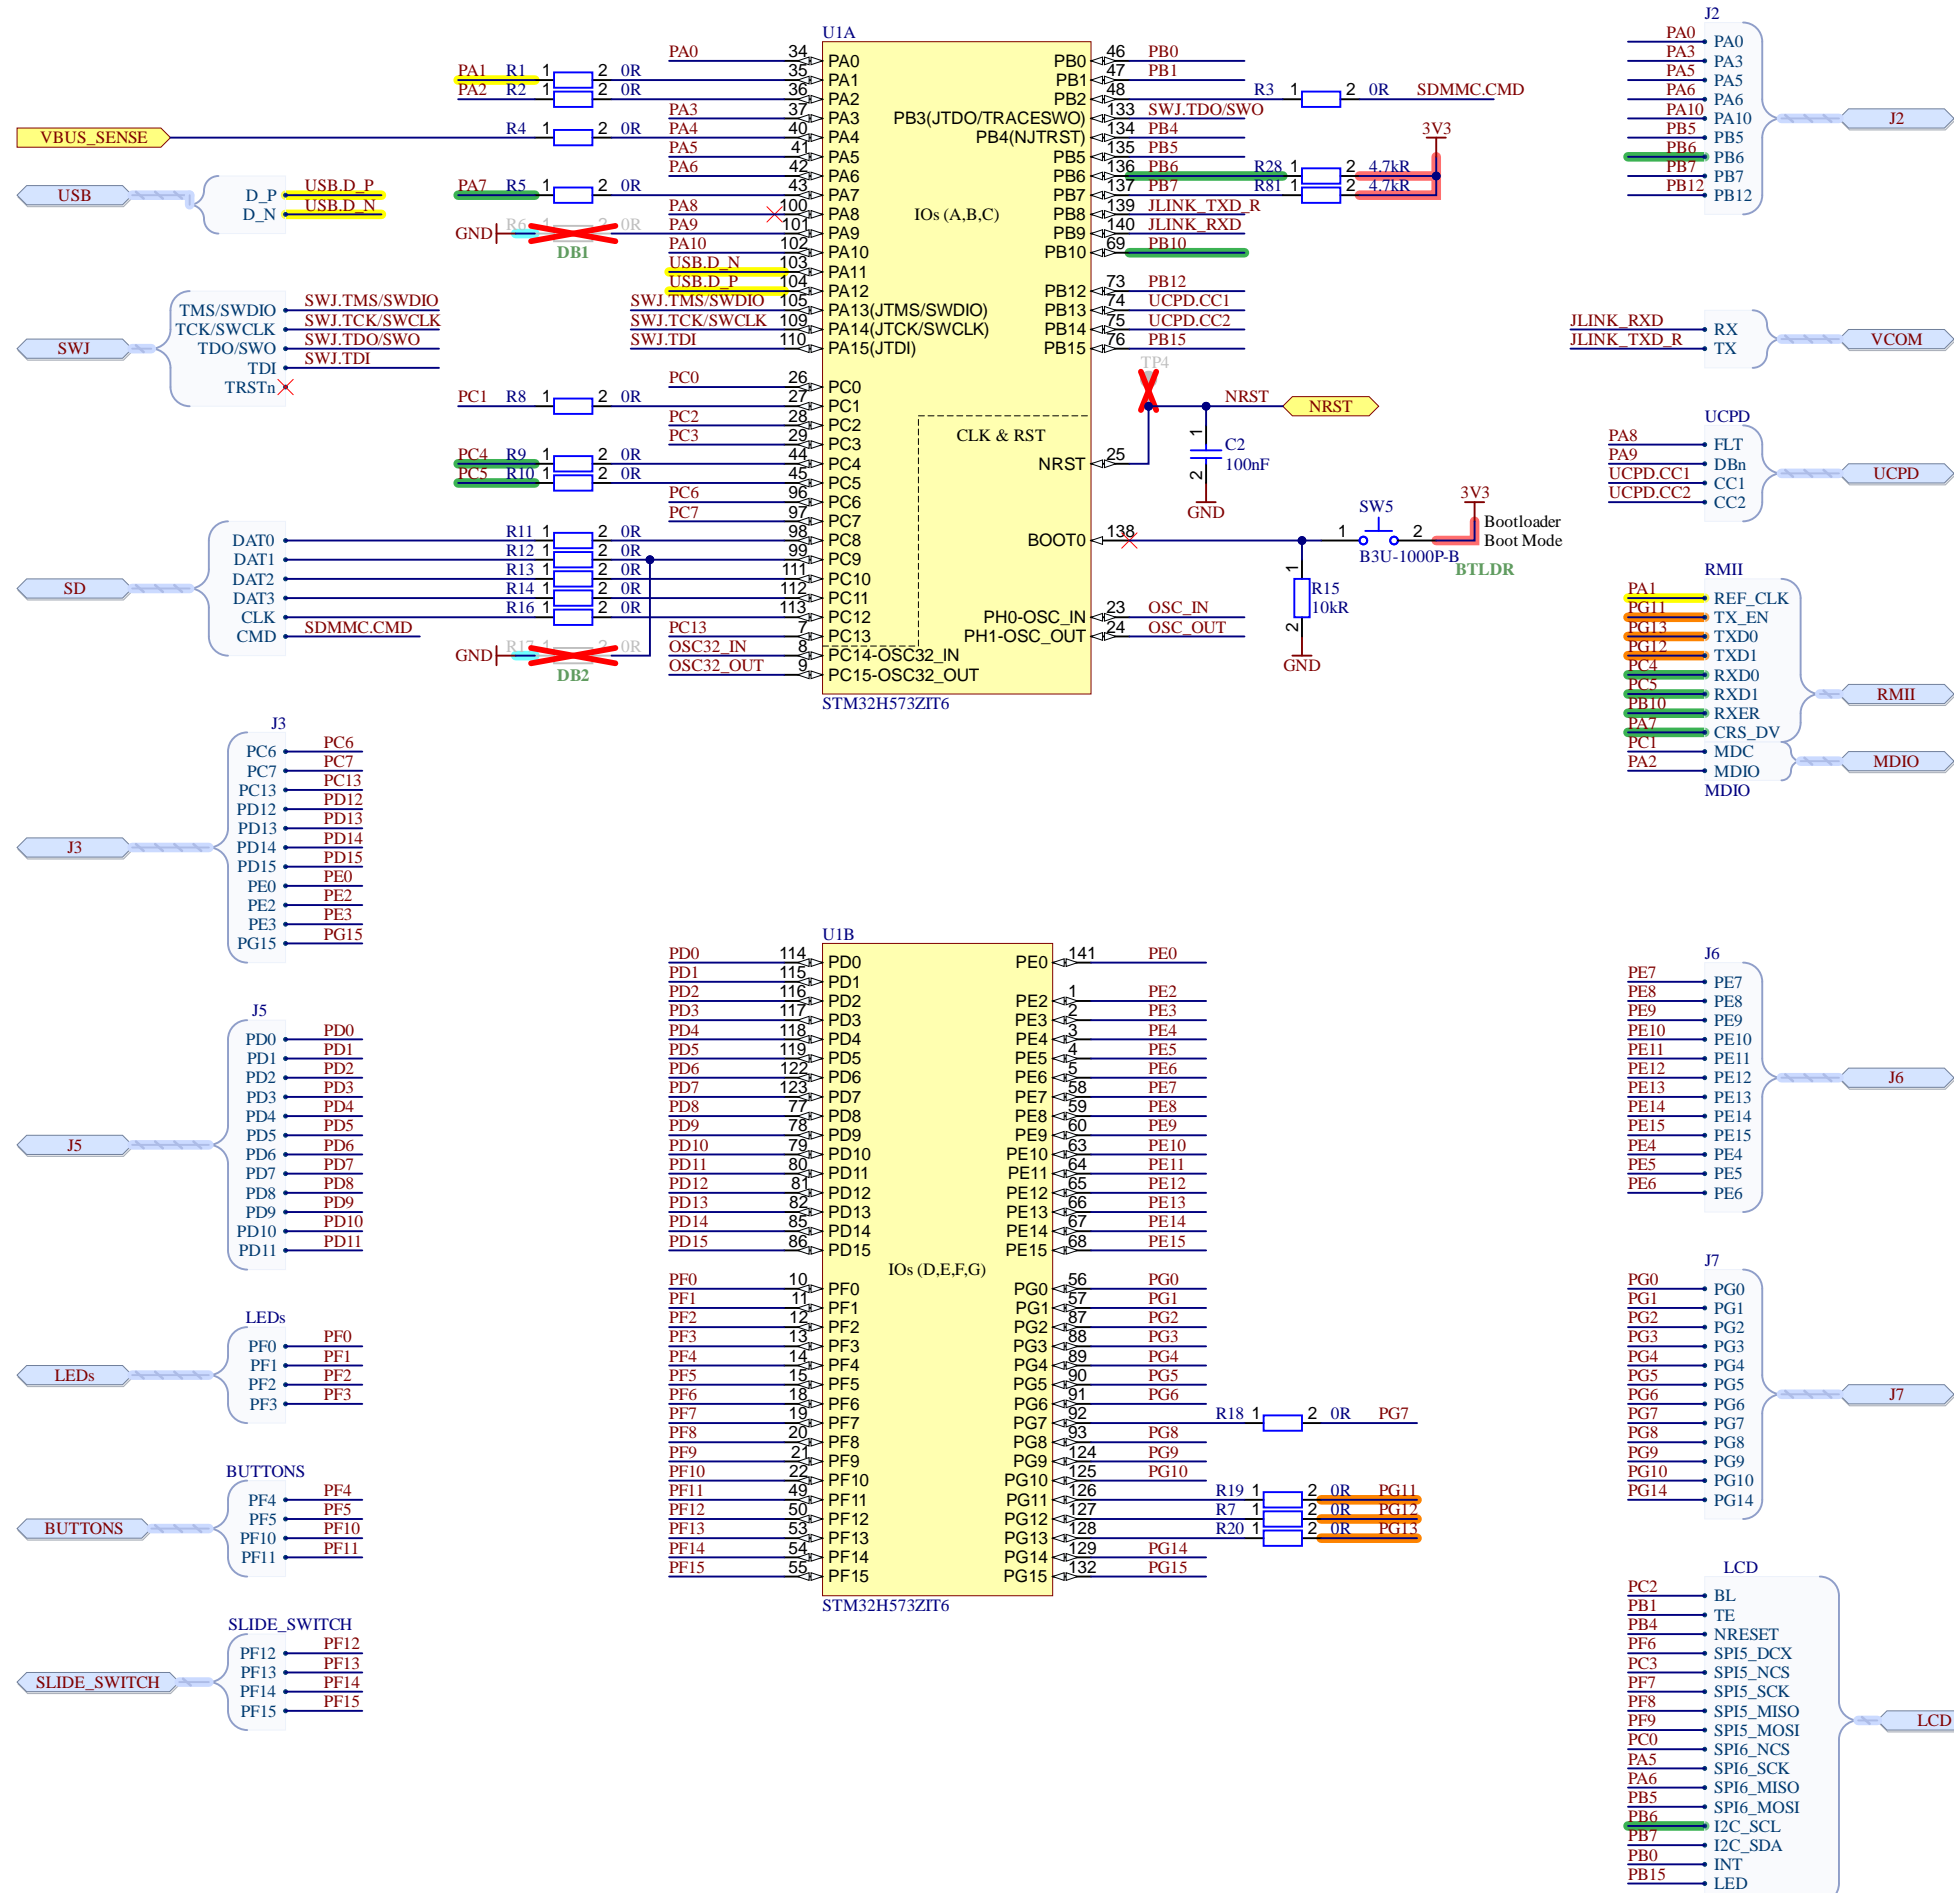 U1A
PA0 34 PA0
PA1 R1 1 2 0R 35 PA1
PA2 R2 1 2 0R 36 PA2
PA3 37 PA3
VBUS_SENSE R4 1 2 0R PA4 40 PA4
PA5 41 PA5
PA6 42 PA6
PA7 R5 1 2 0R 43 PA7
PA8 100 PA8
GND R6 1 2 0R PA9 101 PA9
DB1
PA10 102 PA10
USB.D_N 103 PA11
USB.D_P 104 PA12
SWJ.TMS/SWDIO 105 PA13(JTMS/SWDIO)
SWJ.TCK/SWCLK 109 PA14(JTCK/SWCLK)
SWJ.TDI 110 PA15(JTDI)
PC0 26 PC0
PC1 R8 1 2 0R 27 PC1
PC2 28 PC2
PC3 29 PC3
PC4 R9 1 2 0R 44 PC4
PC5 R10 1 2 0R 45 PC5
PC6 96 PC6
PC7 97 PC7
R11 1 2 0R 98 PC8
R12 1 2 0R 99 PC9
R13 1 2 0R 111 PC10
R14 1 2 0R 112 PC11
R16 1 2 0R 113 PC12
PC13 7 PC13
GND R17 2 0R OSC32_IN 8 PC14-OSC32_IN
DB2
OSC32_OUT 9 PC15-OSC32_OUT
IOs (A,B,C)
CLK & RST
PB0 46 PB0
PB1 47 PB1
PB2 48 R3 1 2 0R SDMMC.CMD
PB3(JTDO/TRACESWO) 133 SWJ.TDO/SWO
PB4(NJTRST) 134 PB4
3V3
PB5 135 PB5
PB6 136 PB6 R28 1 2 4.7kR
PB7 137 PB7 R81 1 2 4.7kR
PB8 139 JLINK_TXD_R
PB9 140 JLINK_RXD
PB10 69 PB10
PB12 73 PB12
PB13 74 UCPD.CC1
PB14 75 UCPD.CC2
PB15 76 PB15
TP4
NRST NRST
1 C2
NRST 25 100nF
2
GND
3V3
SW5
Bootloader
BOOT0 138 1 2 Boot Mode
B3U-1000P-B
BTLDR
1 R15
10kR
2
GND
PH0-OSC_IN 23 OSC_IN
PH1-OSC_OUT 24 OSC_OUT
STM32H573ZIT6
USB
D_P USB.D_P
D_N USB.D_N
SWJ
TMS/SWDIO SWJ.TMS/SWDIO
TCK/SWCLK SWJ.TCK/SWCLK
TDO/SWO SWJ.TDO/SWO
TDI SWJ.TDI
TRSTn
SD
DAT0
DAT1
DAT2
DAT3
CLK
CMD SDMMC.CMD
J3
J3
PC6 PC6
PC7 PC7
PC13 PC13
PD12 PD12
PD13 PD13
PD14 PD14
PD15 PD15
PE0 PE0
PE2 PE2
PE3 PE3
PG15 PG15
J5
J5
PD0 PD0
PD1 PD1
PD2 PD2
PD3 PD3
PD4 PD4
PD5 PD5
PD6 PD6
PD7 PD7
PD8 PD8
PD9 PD9
PD10 PD10
PD11 PD11
LEDs
LEDs
PF0 PF0
PF1 PF1
PF2 PF2
PF3 PF3
BUTTONS
BUTTONS
PF4 PF4
PF5 PF5
PF10 PF10
PF11 PF11
SLIDE_SWITCH
SLIDE_SWITCH
PF12 PF12
PF13 PF13
PF14 PF14
PF15 PF15
U1B
PD0 114 PD0 PE0 141 PE0
PD1 115 PD1
PD2 116 PD2 PE2 1 PE2
PD3 117 PD3 PE3 2 PE3
PD4 118 PD4 PE4 3 PE4
PD5 119 PD5 PE5 4 PE5
PD6 122 PD6 PE6 5 PE6
PD7 123 PD7 PE7 58 PE7
PD8 77 PD8 PE8 59 PE8
PD9 78 PD9 PE9 60 PE9
PD10 79 PD10 PE10 63 PE10
PD11 80 PD11 PE11 64 PE11
PD12 81 PD12 PE12 65 PE12
PD13 82 PD13 PE13 66 PE13
PD14 85 PD14 PE14 67 PE14
PD15 86 PD15 PE15 68 PE15
IOs (D,E,F,G)
PF0 10 PF0 PG0 56 PG0
PF1 11 PF1 PG1 57 PG1
PF2 12 PF2 PG2 87 PG2
PF3 13 PF3 PG3 88 PG3
PF4 14 PF4 PG4 89 PG4
PF5 15 PF5 PG5 90 PG5
PF6 18 PF6 PG6 91 PG6
PF7 19 PF7 PG7 92 R18 1 2 0R PG7
PF8 20 PF8 PG8 93 PG8
PF9 21 PF9 PG9 124 PG9
PF10 22 PF10 PG10 125 PG10
PF11 49 PF11 PG11 126 R19 1 2 0R PG11
PF12 50 PF12 PG12 127 R7 1 2 0R PG12
PF13 53 PF13 PG13 128 R20 1 2 0R PG13
PF14 54 PF14 PG14 129 PG14
PF15 55 PF15 PG15 132 PG15
STM32H573ZIT6
J2
PA0 PA0
PA3 PA3
PA5 PA5
PA6 PA6
PA10 PA10
PB5 PB5
PB6 PB6
PB7 PB7
PB12 PB12
J2
JLINK_RXD RX
JLINK_TXD_R TX
VCOM
UCPD
PA8 FLT
PA9 DBn
UCPD.CC1 CC1
UCPD.CC2 CC2
UCPD
RMII
PA1 REF_CLK
PG11 TX_EN
PG13 TXD0
PG12 TXD1
PC4 RXD0
PC5 RXD1
PB10 RXER
PA7 CRS_DV
PC1 MDC
PA2 MDIO
MDIO
RMII
MDIO
J6
PE7 PE7
PE8 PE8
PE9 PE9
PE10 PE10
PE11 PE11
PE12 PE12
PE13 PE13
PE14 PE14
PE15 PE15
PE4 PE4
PE5 PE5
PE6 PE6
J6
J7
PG0 PG0
PG1 PG1
PG2 PG2
PG3 PG3
PG4 PG4
PG5 PG5
PG6 PG6
PG7 PG7
PG8 PG8
PG9 PG9
PG10 PG10
PG14 PG14
J7
LCD
PC2 BL
PB1 TE
PB4 NRESET
PF6 SPI5_DCX
PC3 SPI5_NCS
PF7 SPI5_SCK
PF8 SPI5_MISO
PF9 SPI5_MOSI
PC0 SPI6_NCS
PA5 SPI6_SCK
PA6 SPI6_MISO
PB5 SPI6_MOSI
PB6 I2C_SCL
PB7 I2C_SDA
PB0 INT
PB15 LED
LCD